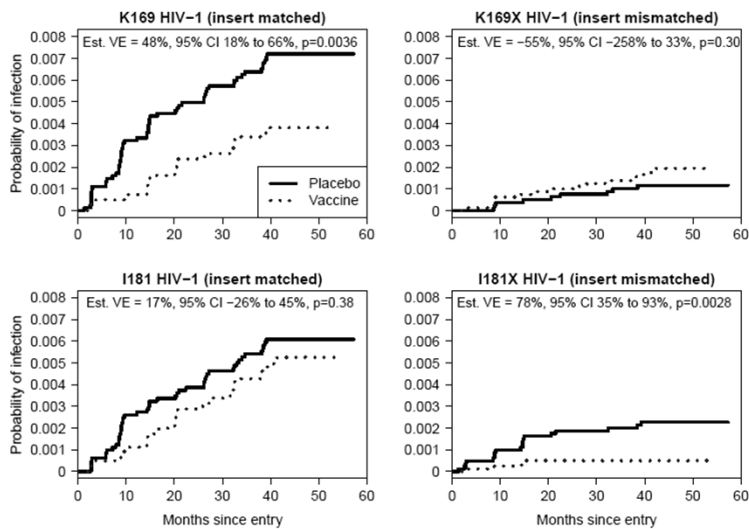 K169 HIV−1 (insert matched)
Est. VE = 48%, 95% CI 18% to 66%, p=0.0036
Probability of infection
0.008
0.007
0.006
0.005
0.004
0.003
0.002
0.001
0
0 10 20 30 40 50 60
Placebo
Vaccine
K169X HIV−1 (insert mismatched)
Est. VE = −55%, 95% CI −258% to 33%, p=0.30
0.008
0.007
0.006
0.005
0.004
0.003
0.002
0.001
0
0 10 20 30 40 50 60
I181 HIV−1 (insert matched)
Est. VE = 17%, 95% CI −26% to 45%, p=0.38
Probability of infection
0.008
0.007
0.006
0.005
0.004
0.003
0.002
0.001
0
0 10 20 30 40 50 60
Months since entry
I181X HIV−1 (insert mismatched)
Est. VE = 78%, 95% CI 35% to 93%, p=0.0028
0.008
0.007
0.006
0.005
0.004
0.003
0.002
0.001
0
0 10 20 30 40 50 60
Months since entry